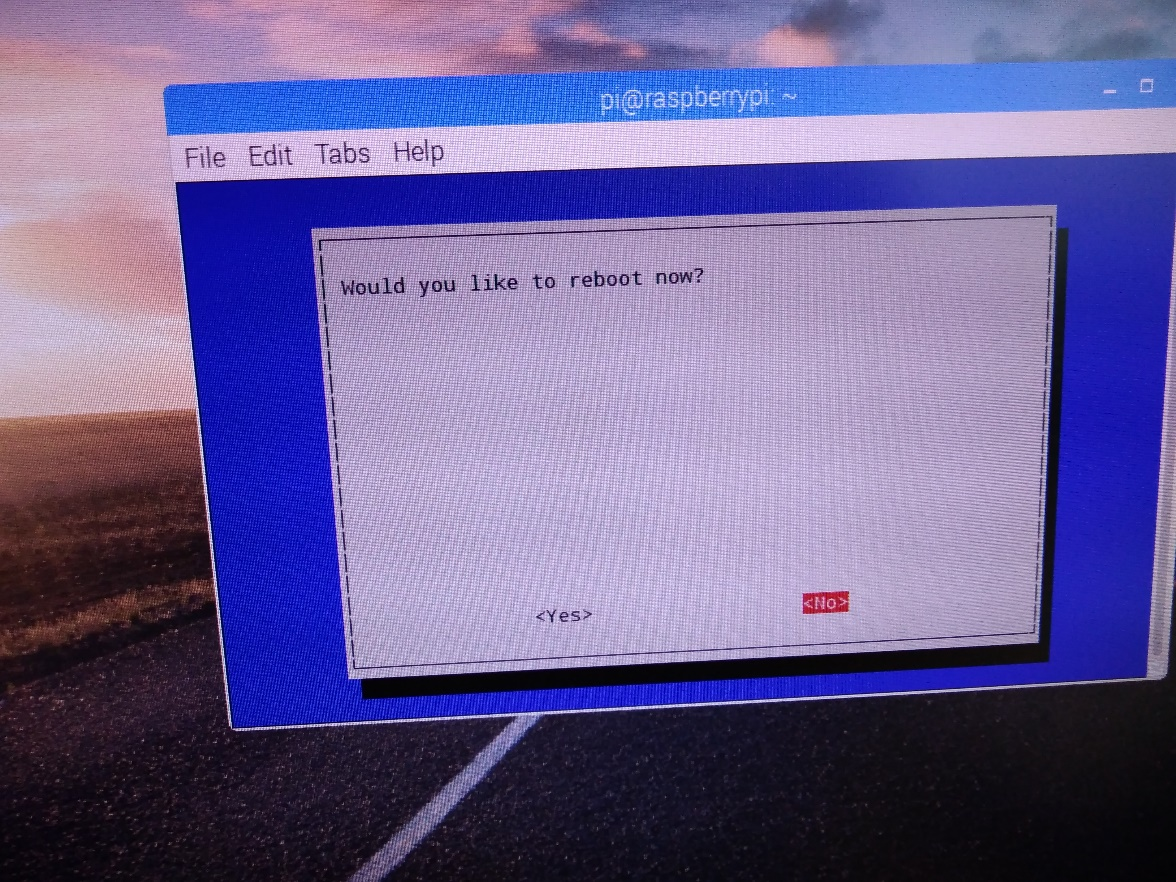 pi@raspberrypi: ~
File Edit Tabs Help
Would you like to reboot now?
<Yes> <No>